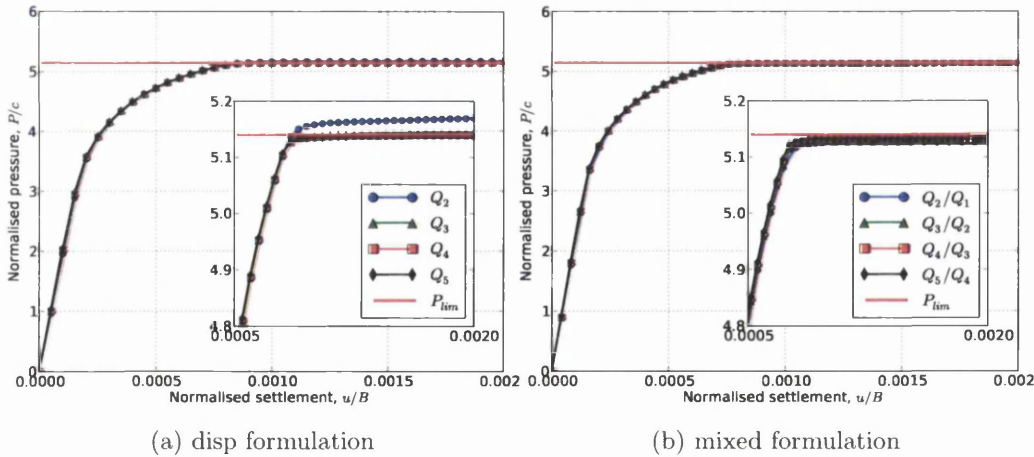 6
5
4
3
2
1
0
Normalised pressure, P/c
5.2
5.1
5.0
4.9
4.8
0.0005
0.0020
Q₂
Q₃
Q₄
Q₅
P_lim
0.0000
0.0005
0.0010
0.0015
0.002
Normalised settlement, u/B
(a) disp formulation
6
5
4
3
2
1
0
Normalised pressure, P/c
5.2
5.1
5.0
4.9
4.8
0.0005
0.0020
Q₂/Q₁
Q₃/Q₂
Q₄/Q₃
Q₅/Q₄
P_lim
0.0000
0.0005
0.0010
0.0015
0.002
Normalised settlement, u/B
(b) mixed formulation